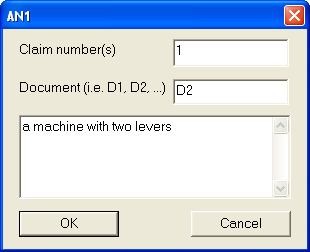 AN1
Claim number(s)
1
Document (i.e. D1, D2, ...)
D2
a machine with two levers
OK
Cancel